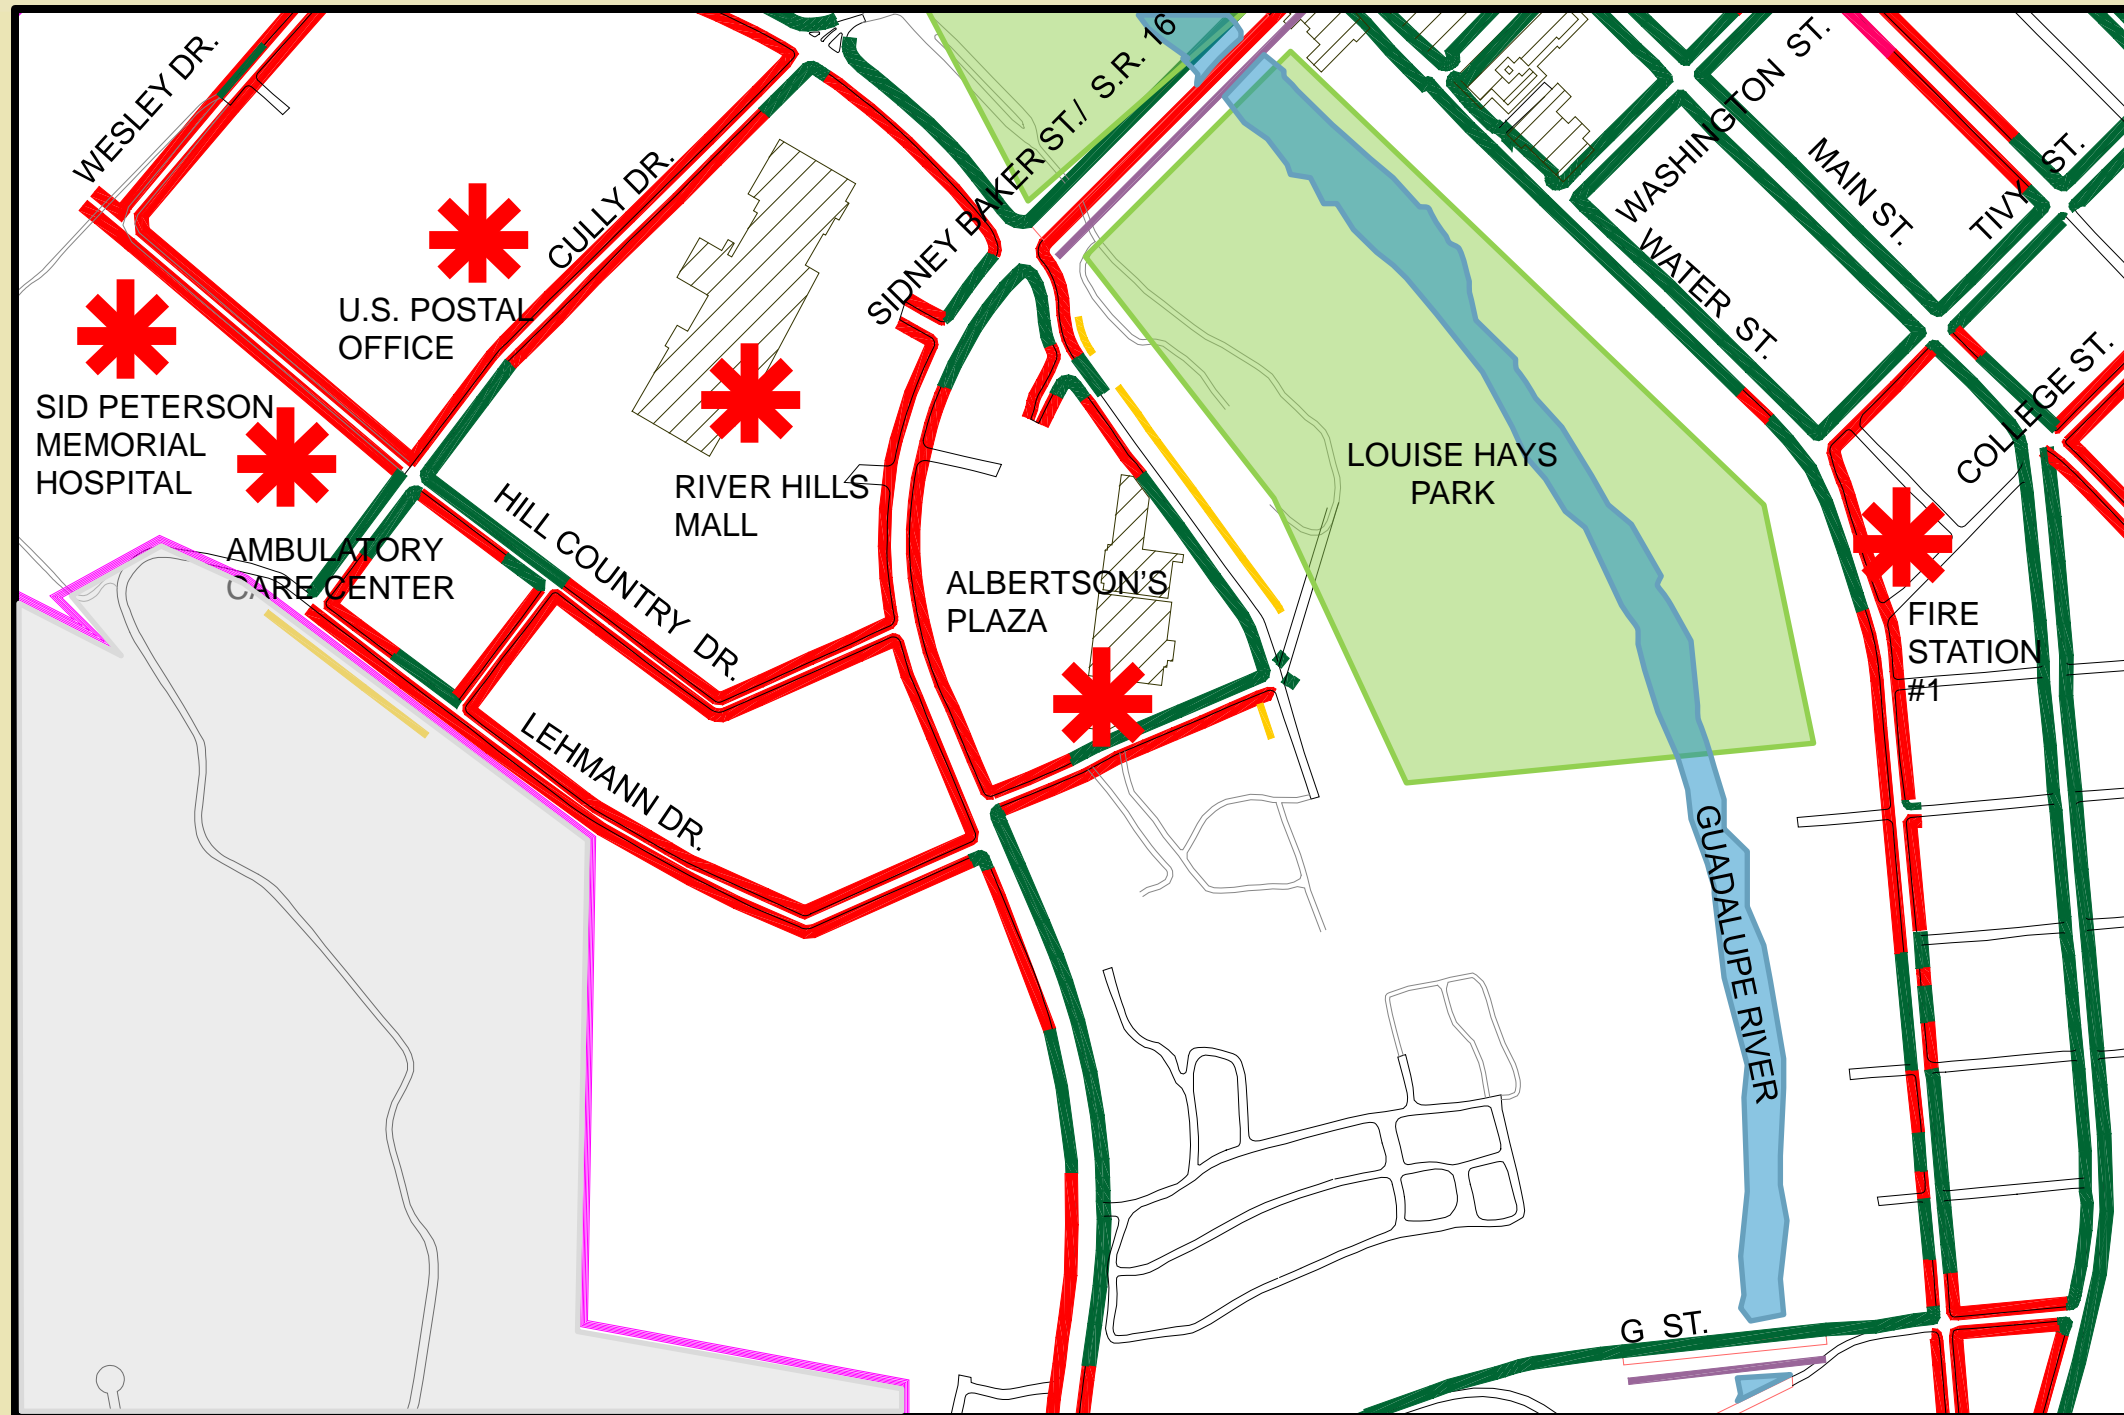 WESLEY DR.
CULLY DR.
SIDNEY BAKER ST./ S.R. 16
WASHINGTON ST.
MAIN ST.
TIVY ST.
WATER ST.
COLLEGE ST.
U.S. POSTAL
OFFICE
SID PETERSON
MEMORIAL
HOSPITAL
AMBULATORY
CARE CENTER
HILL COUNTRY DR.
RIVER HILLS
MALL
LOUISE HAYS
PARK
ALBERTSON'S
PLAZA
FIRE
STATION
#1
LEHMANN DR.
GUADALUPE RIVER
G ST.